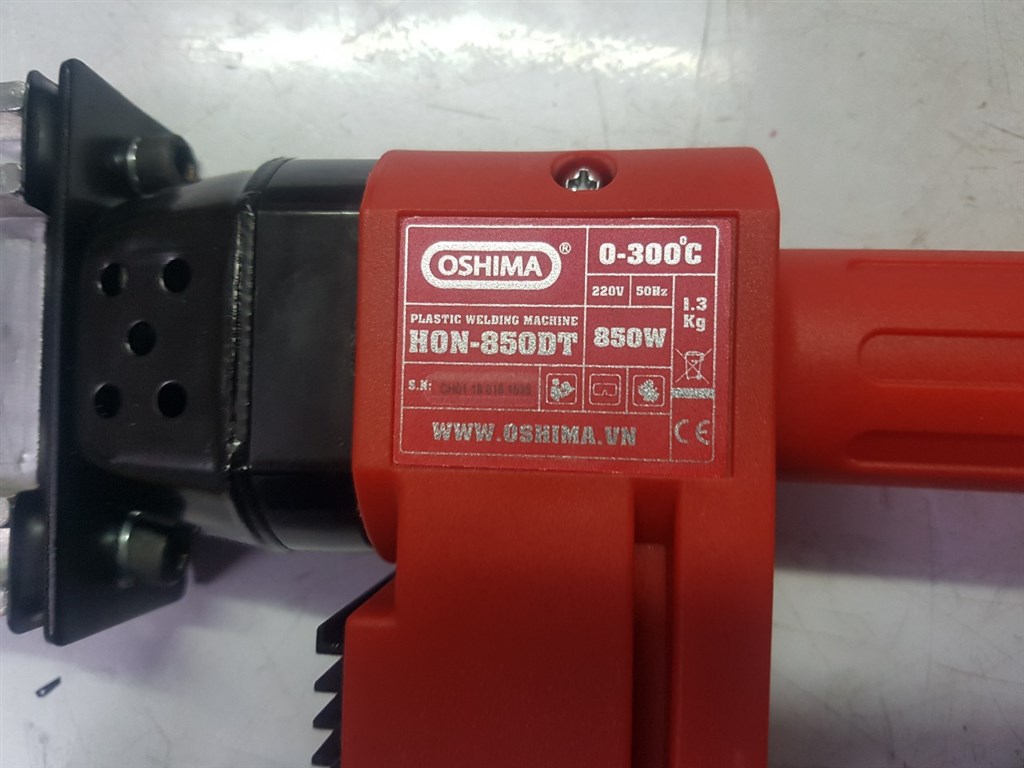 OSHIMA®
0-300°C
220V 50Hz
1.3 Kg
PLASTIC WELDING MACHINE
HON-850DT
850W
S.N:
WWW.OSHIMA.VN
CE